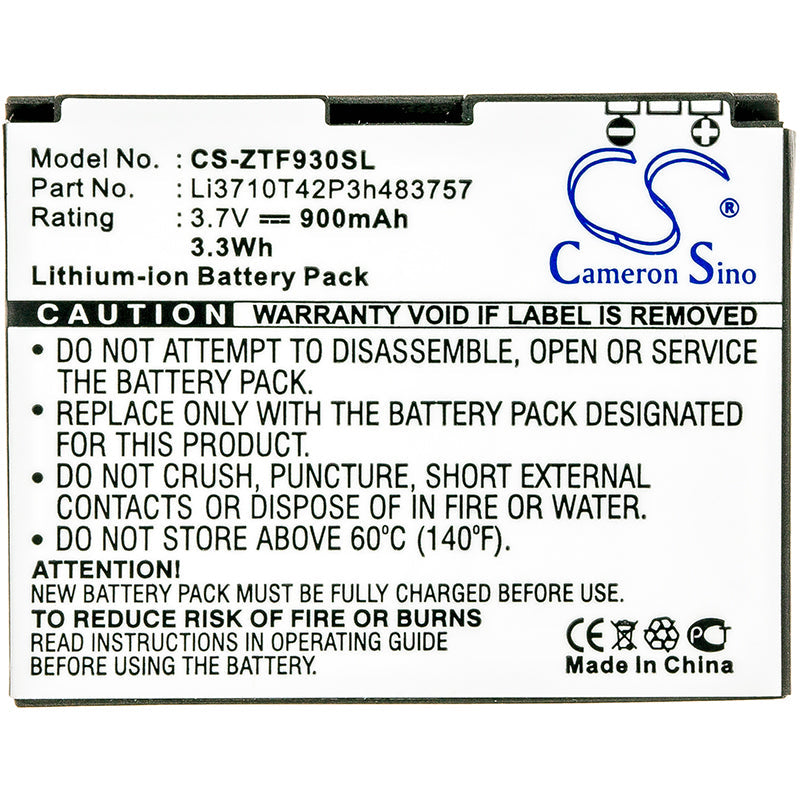 Model No. : CS-ZTF930SL
Part No. : Li3710T42P3h483757
Rating : 3.7V 900mAh
3.3Wh
Lithium-ion Battery Pack
CS ®
Cameron Sino
CAUTION WARRANTY VOID IF LABEL IS REMOVED
• DO NOT ATTEMPT TO DISASSEMBLE, OPEN OR SERVICE
THE BATTERY PACK.
• REPLACE ONLY WITH THE BATTERY PACK DESIGNATED
FOR THIS PRODUCT.
• DO NOT CRUSH, PUNCTURE, SHORT EXTERNAL
CONTACTS OR DISPOSE OF IN FIRE OR WATER.
• DO NOT STORE ABOVE 60°C (140°F).
ATTENTION!
NEW BATTERY PACK MUST BE FULLY CHARGED BEFORE USE.
TO REDUCE RISK OF FIRE OR BURNS
READ INSTRUCTIONS PROPERLY
BEFORE USING THE BATTERY.
CE
Made In China